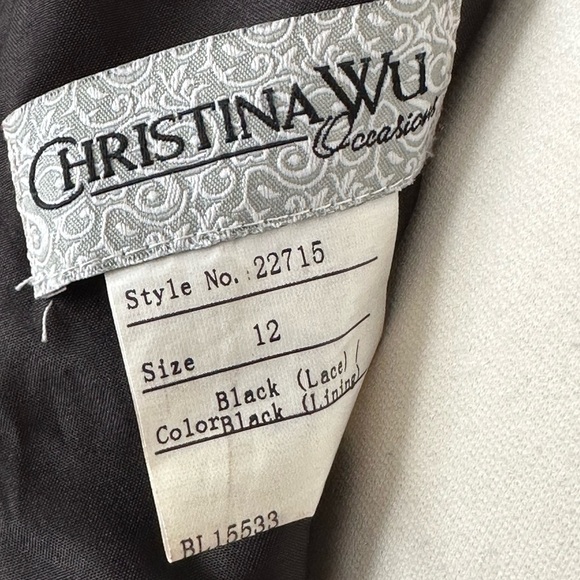 CHRISTINA WU
Occasions
Style No. : 22715
Size 12
Black (Lace) /
Color Black (Lining)
BL15533